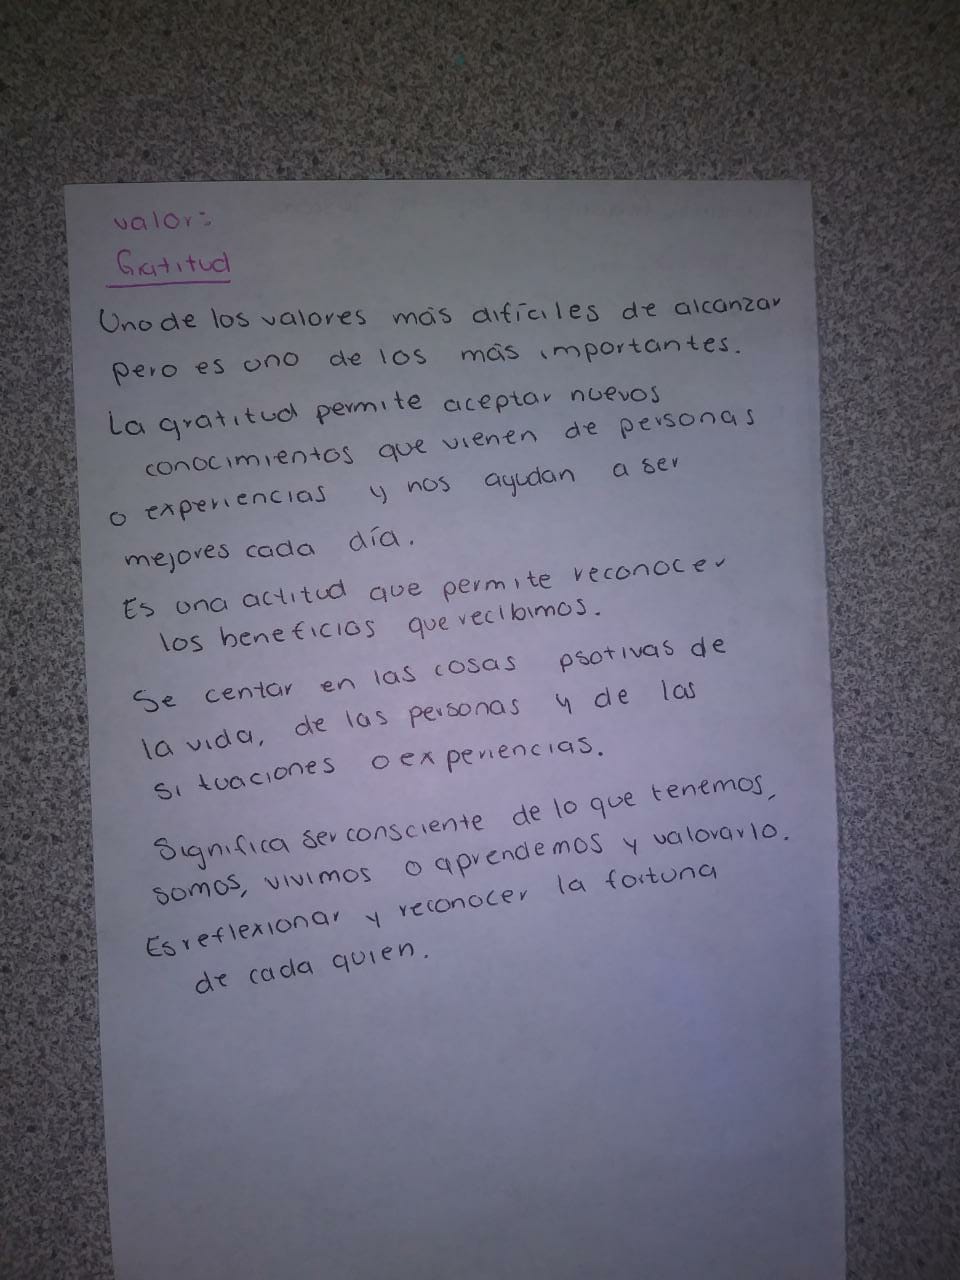 valor:
Gratitud
Uno de los valores más difíciles de alcanzar
pero es uno de los más importantes.
La gratitud permite aceptar nuevos
conocimientos que vienen de personas
o experiencias y nos ayudan a ser
mejores cada día.
Es una actitud que permite reconocer
los beneficios que recibimos.
Se centar en las cosas psotivas de
la vida, de las personas y de las
situaciones o experiencias.
Significa ser consciente de lo que tenemos,
somos, vivimos o aprendemos y valorarlo.
Es reflexionar y reconocer la fortuna
de cada quien.